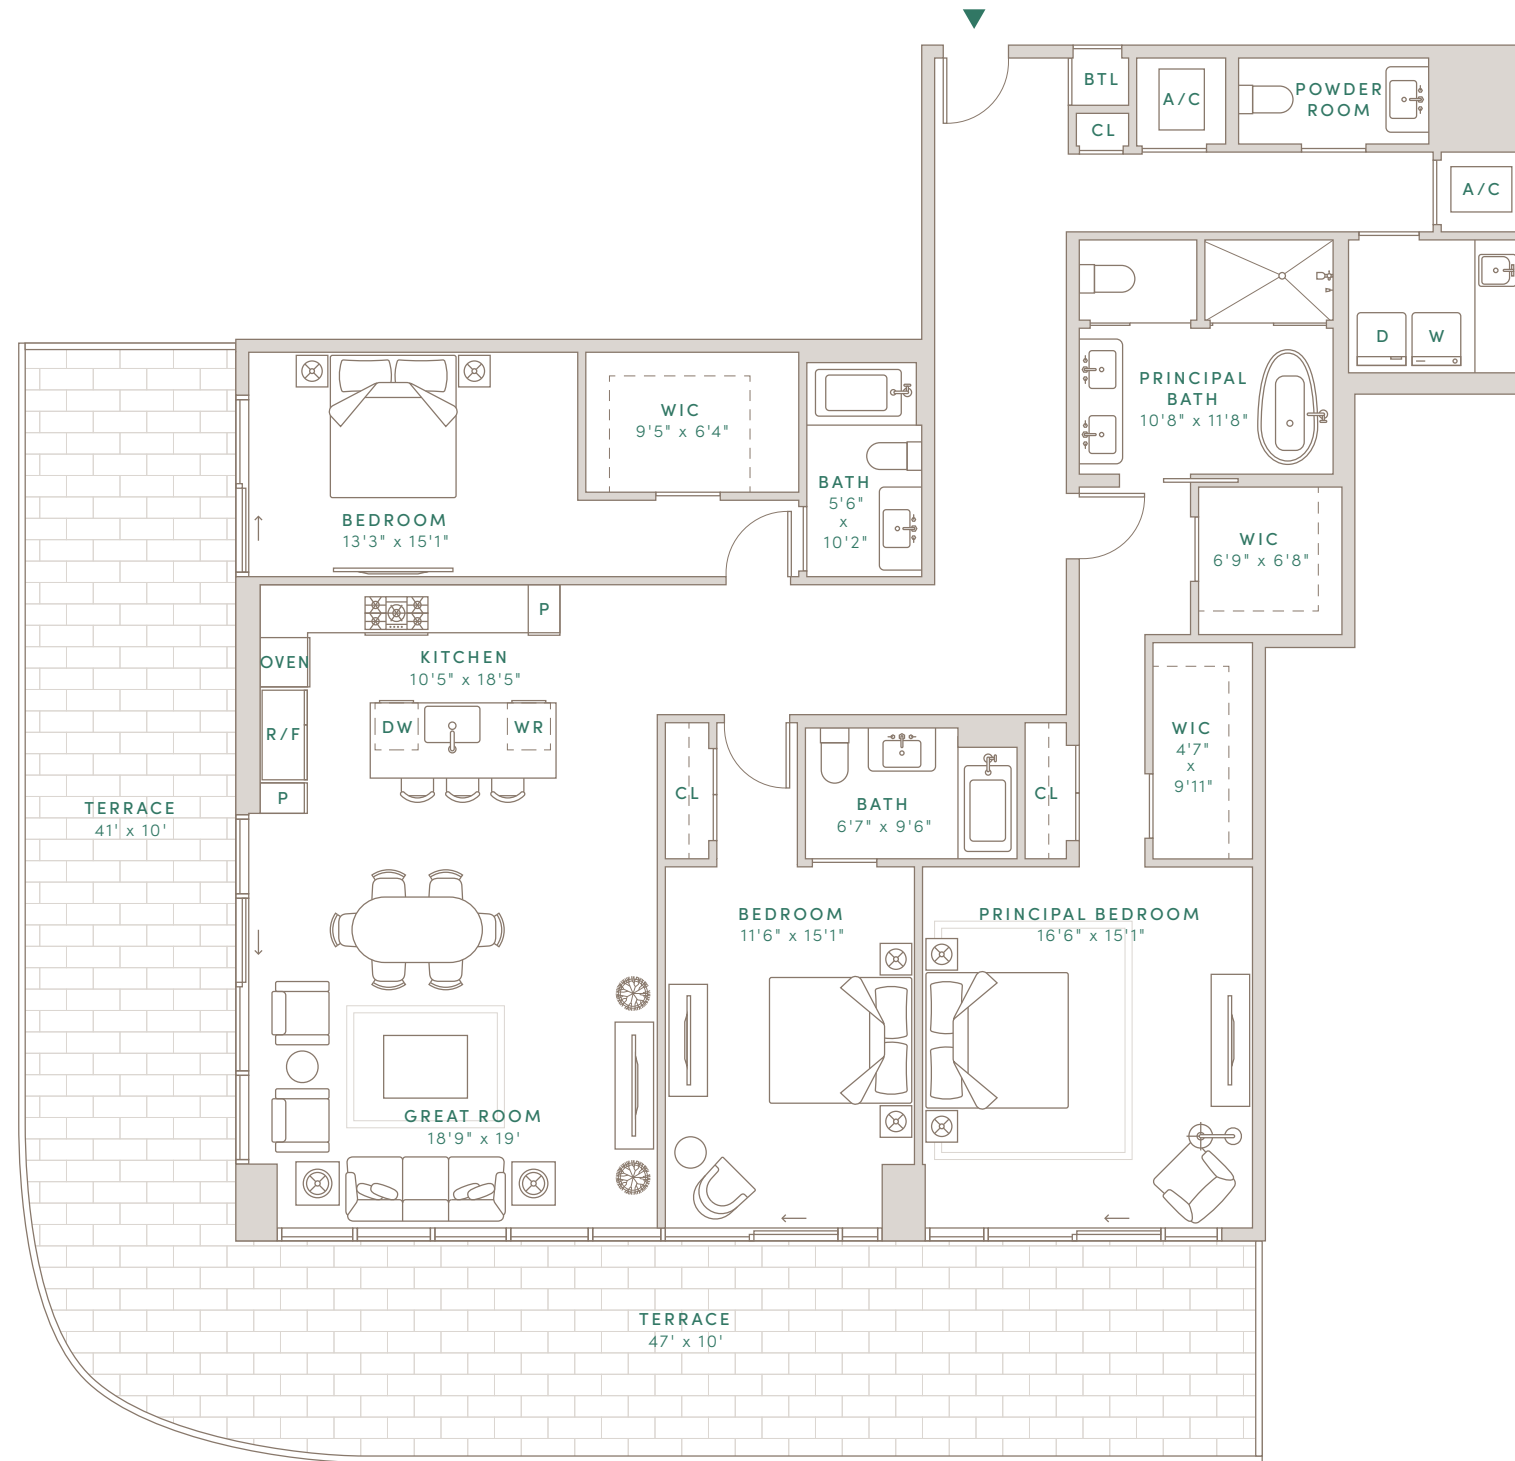 BTL
CL
A/C
POWDER
ROOM
A/C
D
W
PRINCIPAL
BATH
10'8" x 11'8"
WIC
9'5" x 6'4"
BATH
5'6"
x
10'2"
BEDROOM
13'3" x 15'1"
WIC
6'9" x 6'8"
P
OVEN
KITCHEN
10'5" x 18'5"
R/F
DW
WR
P
TERRACE
41' x 10'
CL
BATH
6'7" x 9'6"
CL
WIC
4'7"
x
9'11"
BEDROOM
11'6" x 15'1"
PRINCIPAL BEDROOM
16'6" x 15'1"
GREAT ROOM
18'9" x 19'
TERRACE
47' x 10'